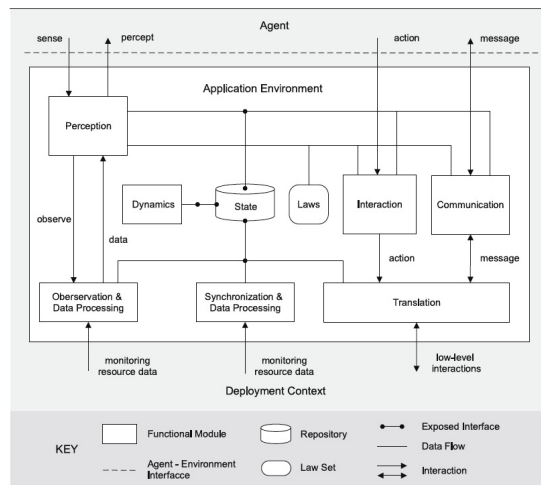 Agent
sense
percept
action
message
Application Environment
Perception
Dynamics
State
Laws
Interaction
Communication
observe
data
action
message
Oberservation &
Data Processing
Synchronization &
Data Processing
Translation
monitoring
resource data
monitoring
resource data
low-level
interactions
Deployment Context
KEY
Functional Module
Repository
Exposed Interface
Data Flow
Agent - Environment
Interfacce
Law Set
Interaction